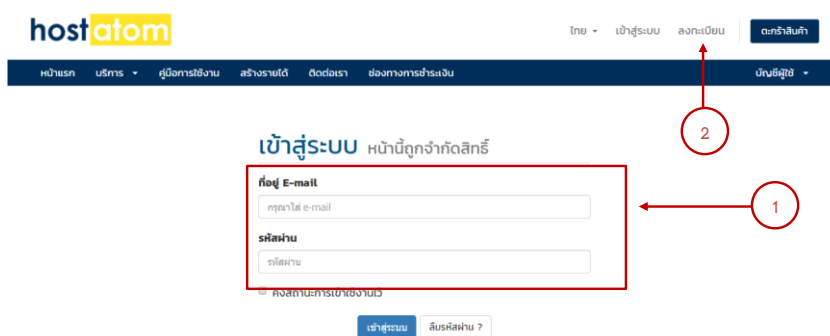 hostatom
ไทย เข้าสู่ระบบ ลงทะเบียน ตะกร้าสินค้า
หน้าแรก บริการ คู่มือการใช้งาน สร้างรายได้ ติดต่อเรา ช่องทางการชำระเงิน บัญชีผู้ใช้
2
เข้าสู่ระบบ หน้านี้ถูกจำกัดสิทธิ์
ที่อยู่ E-mail
กรุณาใส่ e-mail
1
รหัสผ่าน
รหัสผ่าน
คงสถานะการเข้าใช้งานไว้
เข้าสู่ระบบ ลืมรหัสผ่าน ?